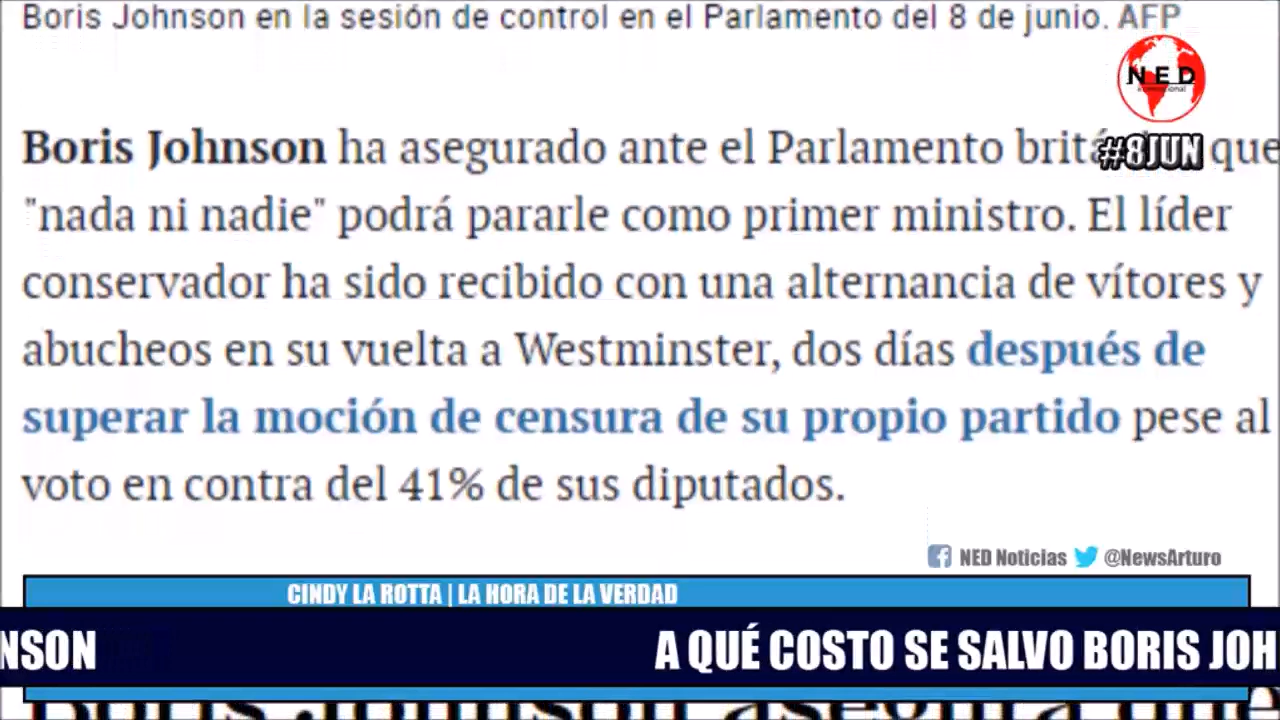 Boris Johnson en la sesión de control en el Parlamento del 8 de junio. AFP
NED
#8JUN
Boris Johnson ha asegurado ante el Parlamento que
"nada ni nadie" podrá pararle como primer ministro. El líder
conservador ha sido recibido con una alternancia de vítores y
abucheos en su vuelta a Westminster, dos días después de
superar la moción de censura de su propio partido pese al
voto en contra del 41% de sus diputados.
NED Noticias @NewsArturo
CINDY LA ROTTA | LA HORA DE LA VERDAD
NSON A QUÉ COSTO SE SALVO BORIS JOH